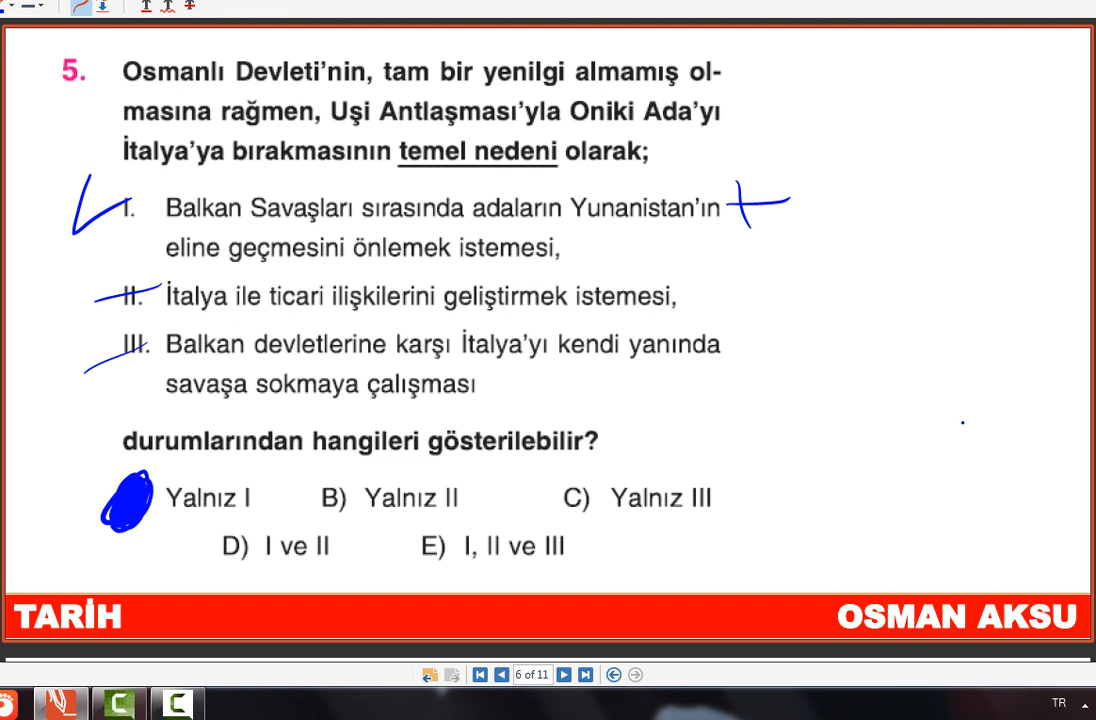 5. Osmanlı Devleti'nin, tam bir yenilgi almamış ol-
masına rağmen, Uşi Antlaşması'yla Oniki Ada'yı
İtalya'ya bırakmasının temel nedeni olarak;
I. Balkan Savaşları sırasında adaların Yunanistan'ın
eline geçmesini önlemek istemesi,
II. İtalya ile ticari ilişkilerini geliştirmek istemesi,
III. Balkan devletlerine karşı İtalya'yı kendi yanında
savaşa sokmaya çalışması
durumlarından hangileri gösterilebilir?
Yalnız I B) Yalnız II C) Yalnız III
D) I ve II E) I, II ve III
TARİH OSMAN AKSU
6 of 11
TR